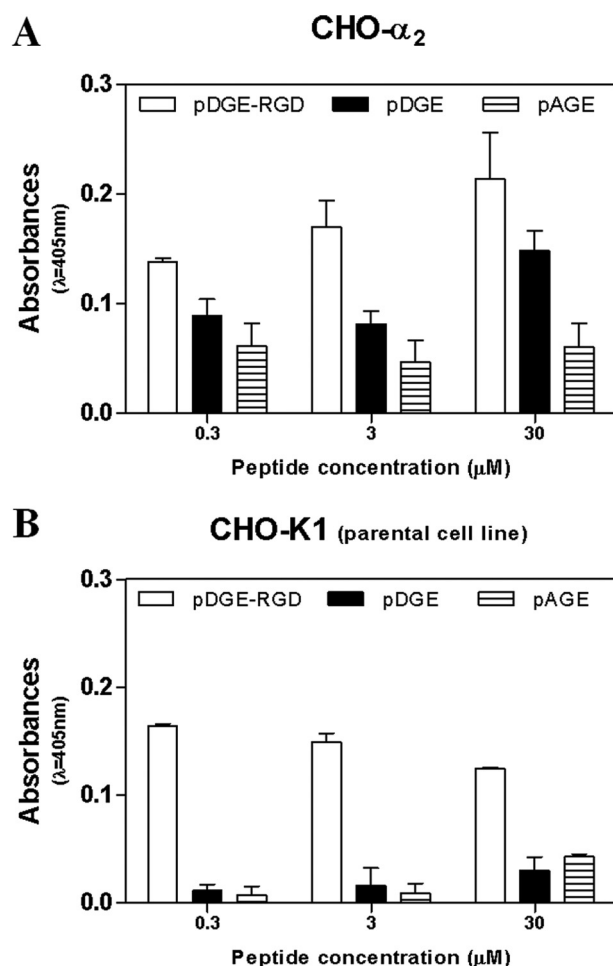 A
CHO-α₂
0.3
pDGE-RGD pDGE pAGE
0.2
Absorbances
(λ=405nm)
0.1
0.0
0.3 3 30
Peptide concentration (μM)
B
CHO-K1 (parental cell line)
0.3
pDGE-RGD pDGE pAGE
0.2
Absorbances
(λ=405nm)
0.1
0.0
0.3 3 30
Peptide concentration (μM)